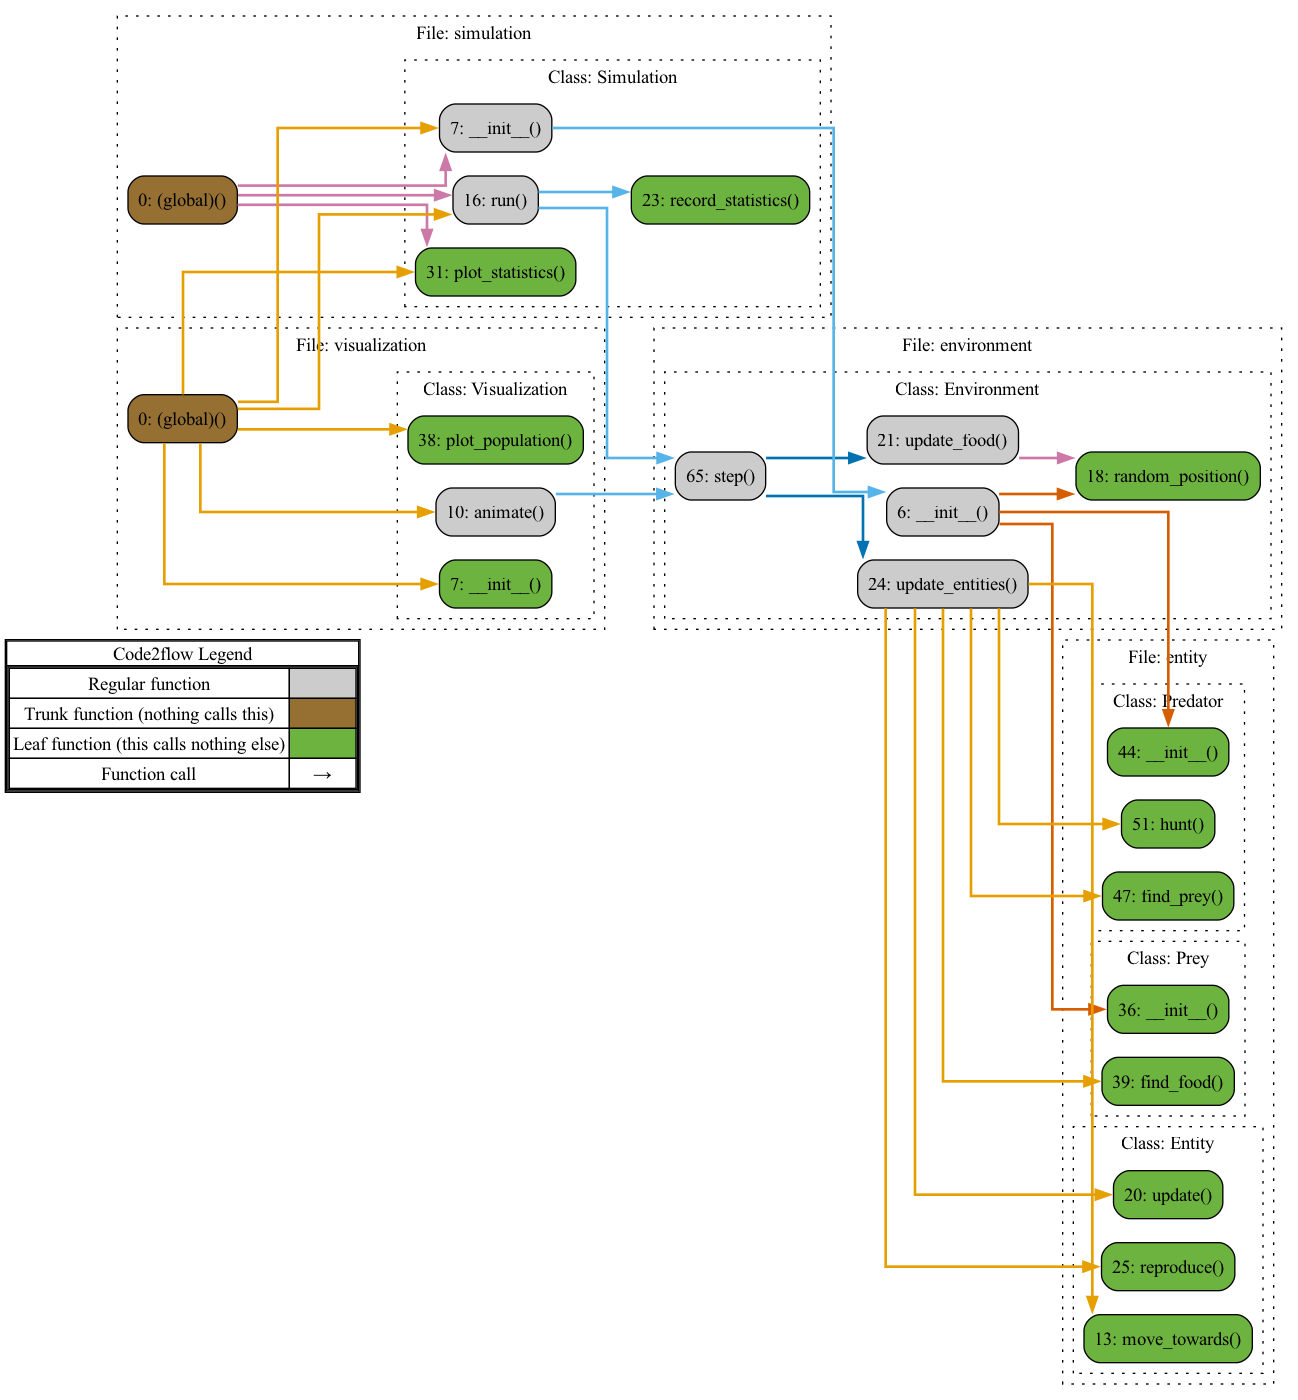 File: simulation
Class: Simulation
7: __init__()
0: (global)()
16: run()
23: record_statistics()
31: plot_statistics()
File: visualization
Class: Visualization
0: (global)()
38: plot_population()
10: animate()
7: __init__()
File: environment
Class: Environment
21: update_food()
65: step()
18: random_position()
6: __init__()
24: update_entities()
Code2flow Legend
Regular function
Trunk function (nothing calls this)
Leaf function (this calls nothing else)
Function call →
File: entity
Class: Predator
44: __init__()
51: hunt()
47: find_prey()
Class: Prey
36: __init__()
39: find_food()
Class: Entity
20: update()
25: reproduce()
13: move_towards()